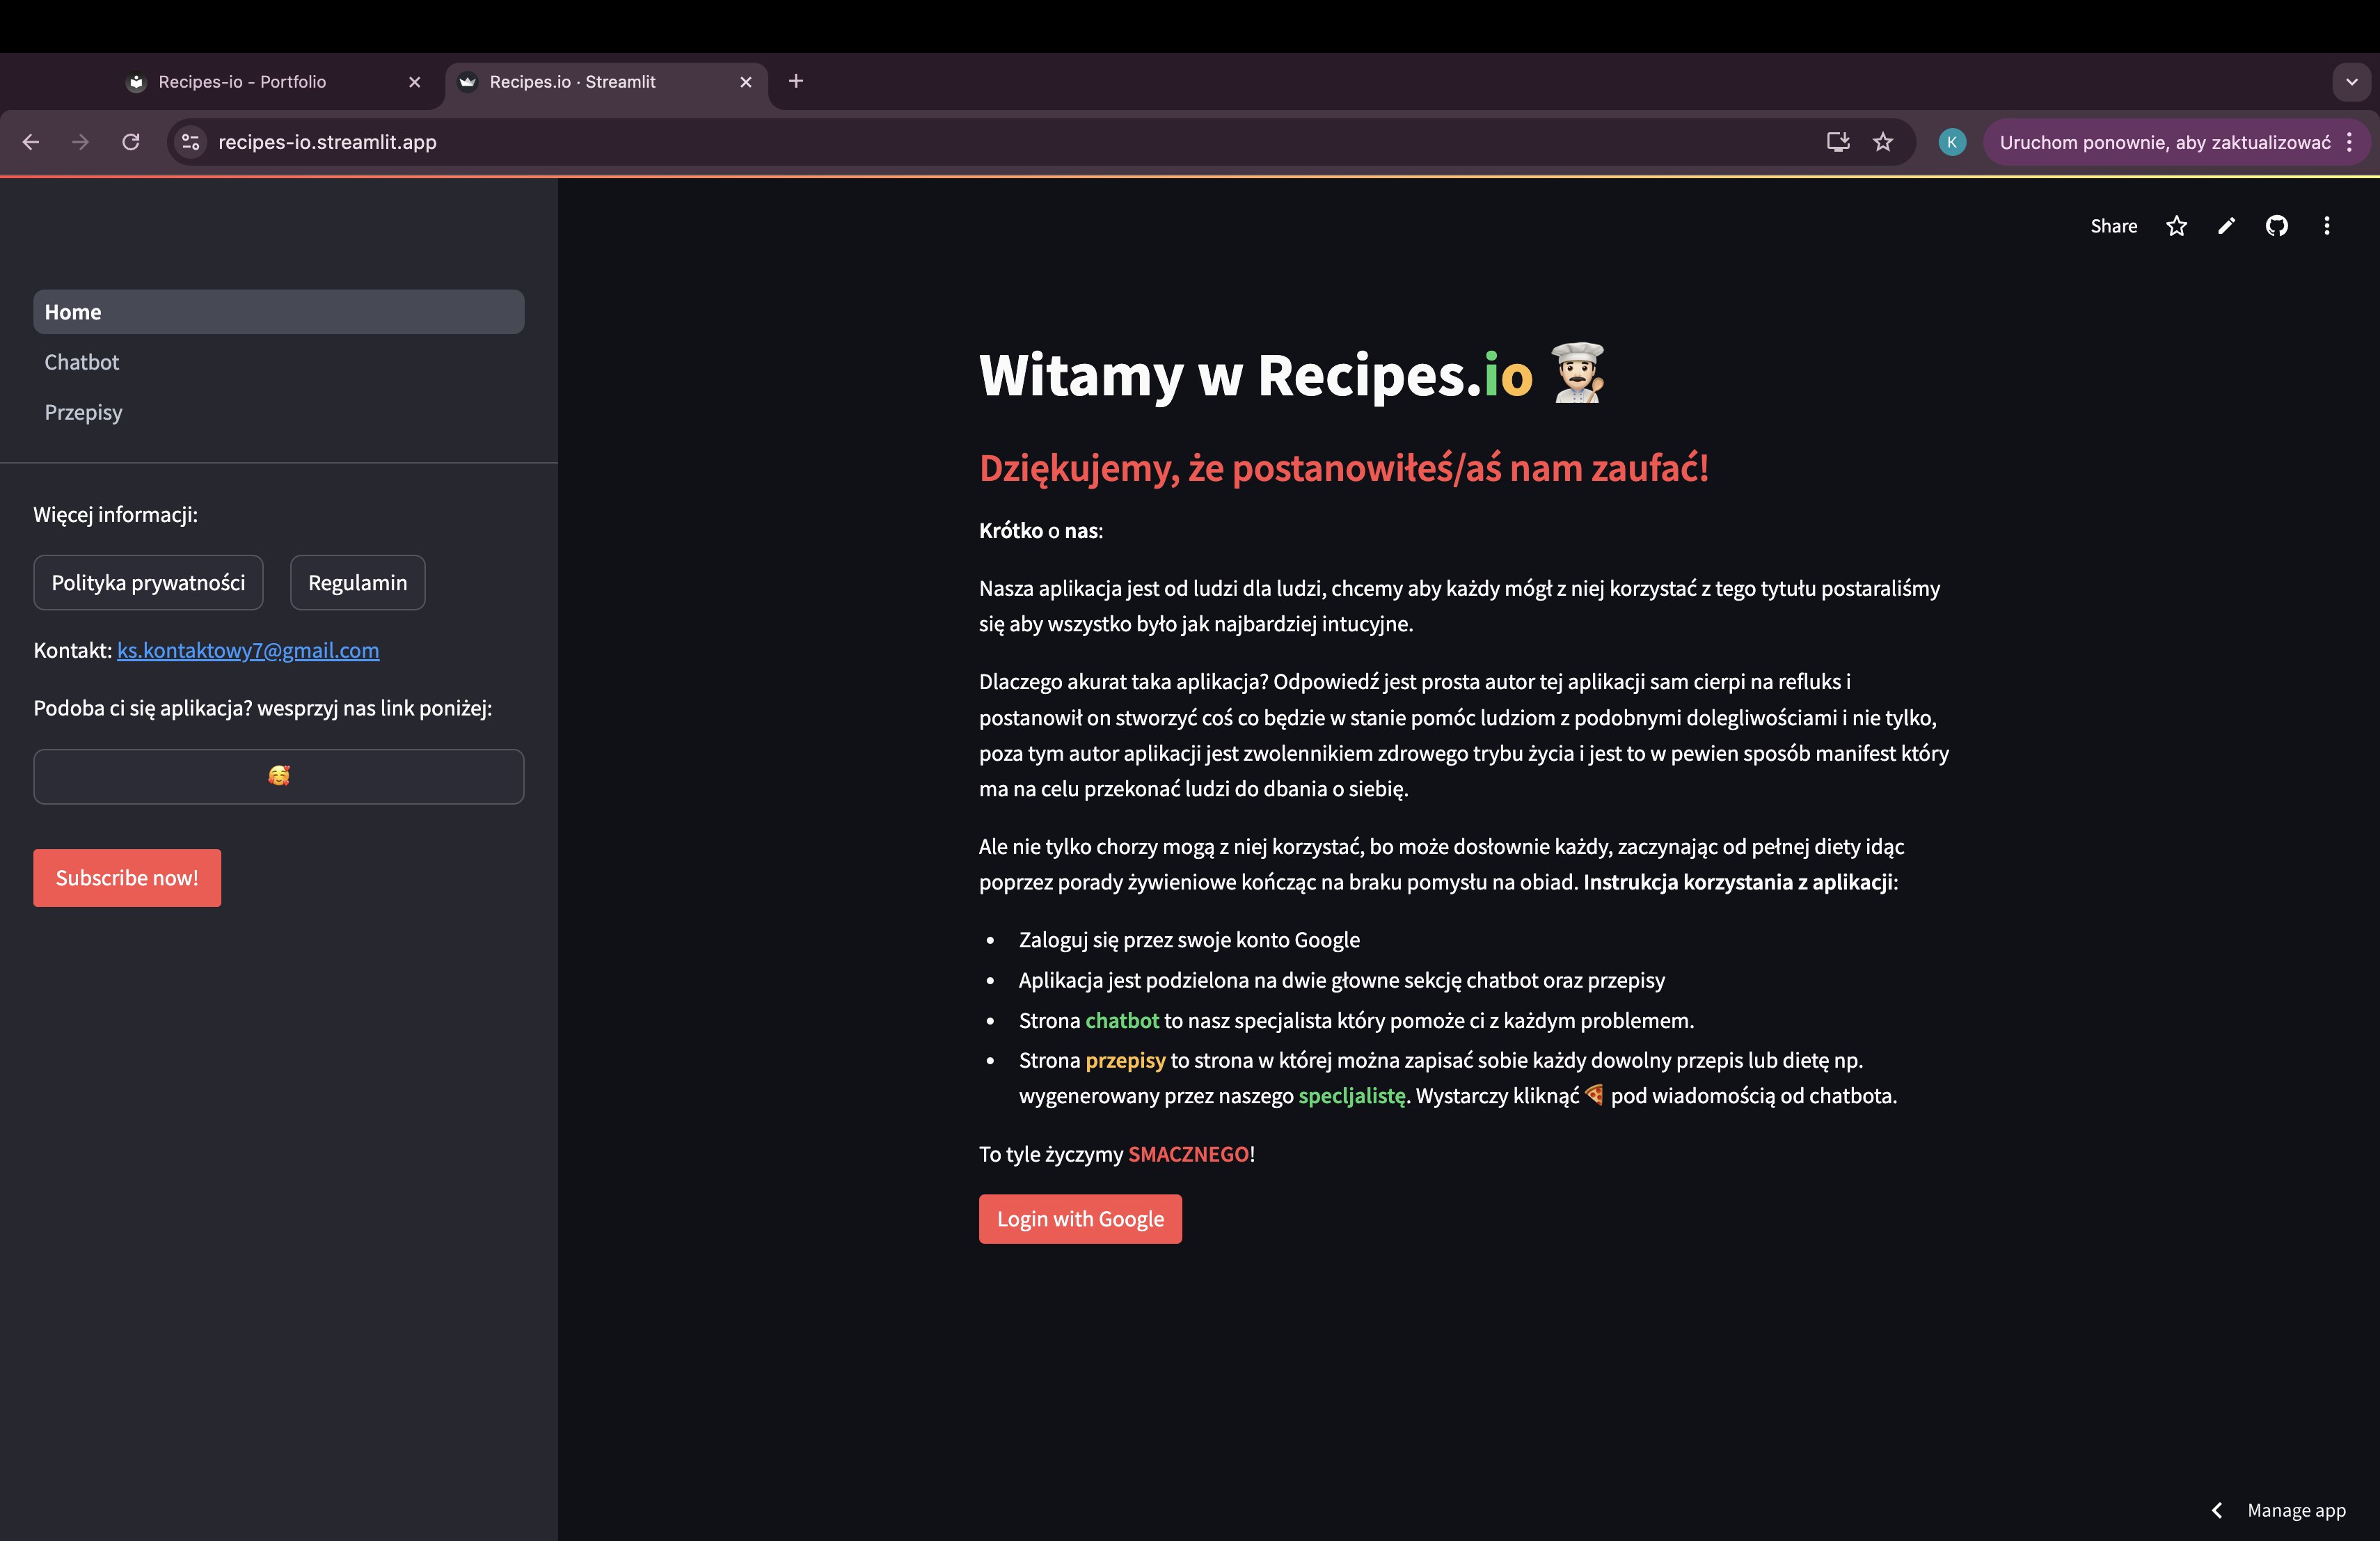 Recipes-io - Portfolio
Recipes.io · Streamlit
recipes-io.streamlit.app
K
Uruchom ponownie, aby zaktualizować
Share
Home
Chatbot
Przepisy
Więcej informacji:
Polityka prywatności
Regulamin
Kontakt: ks.kontaktowy7@gmail.com
Podoba ci się aplikacja? wesprzyj nas link poniżej:
Subscribe now!
Witamy w Recipes.io
Dziękujemy, że postanowiłeś/aś nam zaufać!
Krótko o nas:
Nasza aplikacja jest od ludzi dla ludzi, chcemy aby każdy mógł z niej korzystać z tego tytułu postaraliśmy
się aby wszystko było jak najbardziej intucyjne.
Dlaczego akurat taka aplikacja? Odpowiedź jest prosta autor tej aplikacji sam cierpi na refluks i
postanowił on stworzyć coś co będzie w stanie pomóc ludziom z podobnymi dolegliwościami i nie tylko,
poza tym autor aplikacji jest zwolennikiem zdrowego trybu życia i jest to w pewien sposób manifest który
ma na celu przekonać ludzi do dbania o siebię.
Ale nie tylko chorzy mogą z niej korzystać, bo może dosłownie każdy, zaczynając od pełnej diety idąc
poprzez porady żywieniowe kończąc na braku pomysłu na obiad. Instrukcja korzystania z aplikacji:
• Zaloguj się przez swoje konto Google
• Aplikacja jest podzielona na dwie głowne sekcję chatbot oraz przepisy
• Strona chatbot to nasz specjalista który pomoże ci z każdym problemem.
• Strona przepisy to strona w której można zapisać sobie każdy dowolny przepis lub dietę np.
wygenerowany przez naszego specljalistę. Wystarczy kliknąć 🍕 pod wiadomością od chatbota.
To tyle życzymy SMACZNEGO!
Login with Google
Manage app